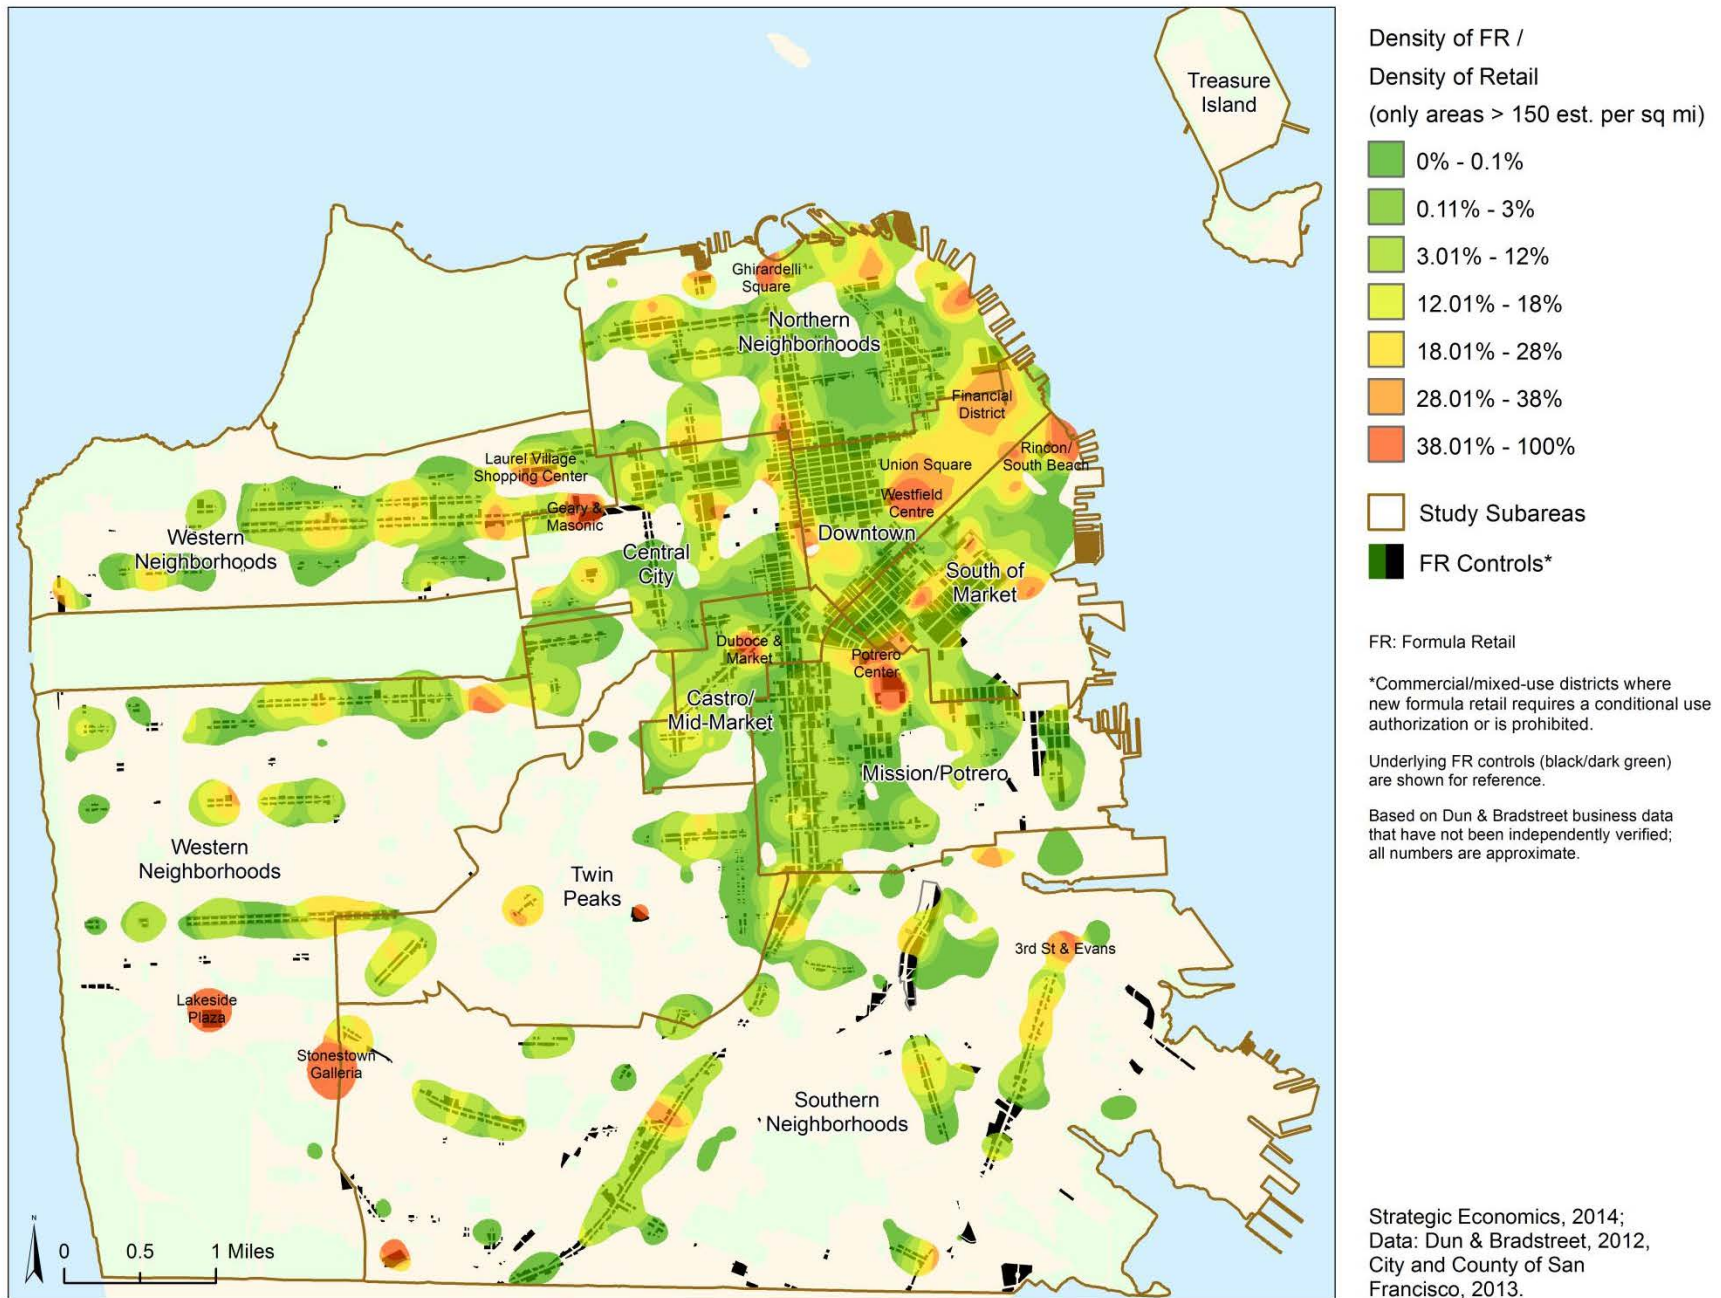 Treasure
Island
Ghirardelli
Square
Northern
Neighborhoods
Financial
District
Rincon/
South Beach
Laurel Village
Shopping Center
Union Square
Westfield
Centre
Geary &
Masonic
Downtown
Western
Neighborhoods
Central
City
South of
Market
Duboce &
Market
Potrero
Center
Castro/
Mid-Market
Mission/Potrero
Western
Neighborhoods
Twin
Peaks
3rd St & Evans
Lakeside
Plaza
Stonestown
Galleria
Southern
Neighborhoods
N
0 0.5 1 Miles
Density of FR /
Density of Retail
(only areas > 150 est. per sq mi)
0% - 0.1%
0.11% - 3%
3.01% - 12%
12.01% - 18%
18.01% - 28%
28.01% - 38%
38.01% - 100%
Study Subareas
FR Controls*
FR: Formula Retail
*Commercial/mixed-use districts where
new formula retail requires a conditional use
authorization or is prohibited.
Underlying FR controls (black/dark green)
are shown for reference.
Based on Dun & Bradstreet business data
that have not been independently verified;
all numbers are approximate.
Strategic Economics, 2014;
Data: Dun & Bradstreet, 2012,
City and County of San
Francisco, 2013.